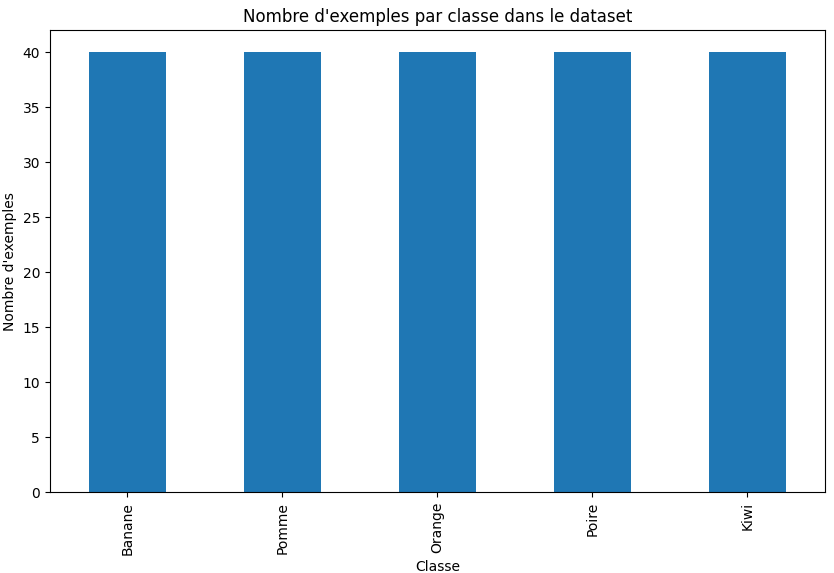 Nombre d'exemples par classe dans le dataset
40
35
30
25
20
15
10
5
0
Nombre d'exemples
Banane
Pomme
Orange
Poire
Kiwi
Classe